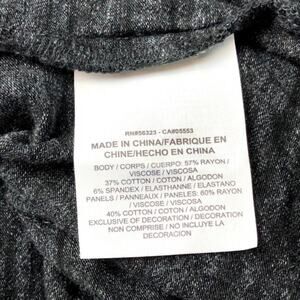 RN#56323 - CA#05553
MADE IN CHINA/FABRIQUE EN
CHINE/HECHO EN CHINA
BODY / CORPS / CUERPO: 57% RAYON /
VISCOSE / VISCOSA
37% COTTON / COTON / ALGODON
6% SPANDEX / ELASTHANNE / ELASTANO
PANELS / PANNEAUX / PANELES: 60% RAYON
/ VISCOSE / VISCOSA
40% COTTON / COTON / ALGODON
EXCLUSIVE OF DECORATION / DECORATION
NON COMPRISE / NO INCLUYE LA
DECORACION